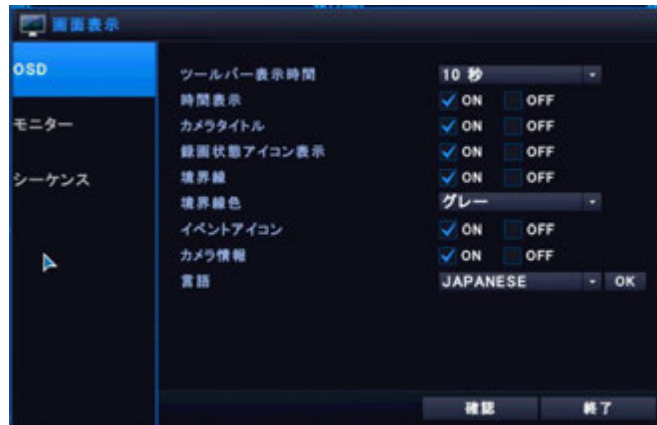 画面表示
OSD
モニター
シーケンス
ツールバー表示時間 10 秒
時間表示 ON OFF
カメラタイトル ON OFF
録画状態アイコン表示 ON OFF
境界線 ON OFF
境界線色 グレー
イベントアイコン ON OFF
カメラ情報 ON OFF
言語 JAPANESE OK
確認 終了